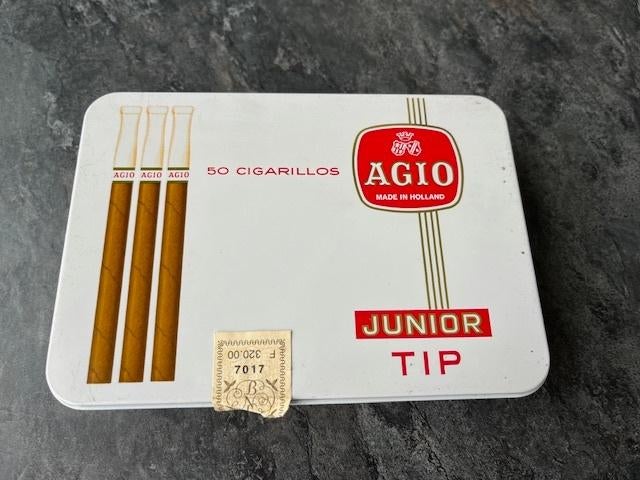 AGIO AGIO AGIO
50 CIGARILLOS
AGIO
MADE IN HOLLAND
JUNIOR
TIP
F 320.00
7017
B